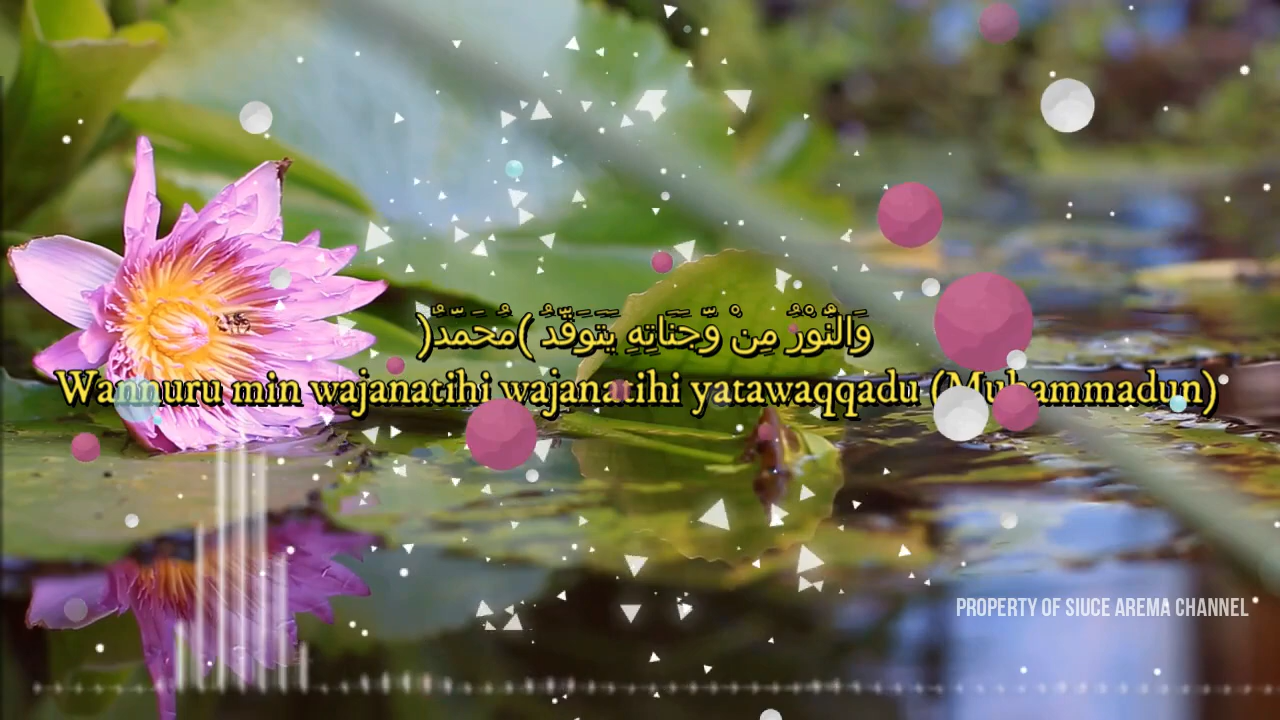 وَالنُّوْرُ مِنْ وَّجَنَاتِهِ يَتَوَقَّدُ )مُحَمَّدٌ(
Wannuru min wajanatihi wajanatihi yatawaqqadu (Muhammadun)
PROPERTY OF SIUCE AREMA CHANNEL